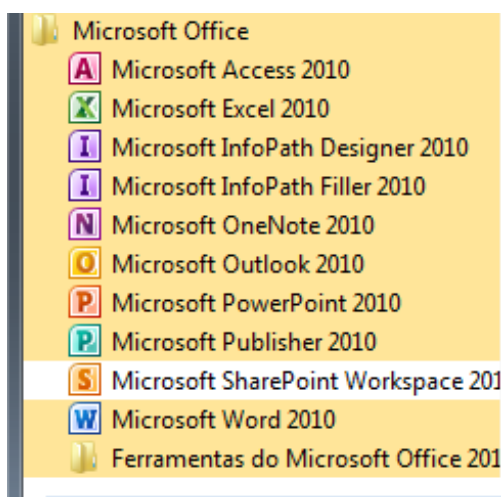 Microsoft Office
A Microsoft Access 2010
X Microsoft Excel 2010
I Microsoft InfoPath Designer 2010
I Microsoft InfoPath Filler 2010
N Microsoft OneNote 2010
O Microsoft Outlook 2010
P Microsoft PowerPoint 2010
P Microsoft Publisher 2010
S Microsoft SharePoint Workspace 201
W Microsoft Word 2010
Ferramentas do Microsoft Office 201